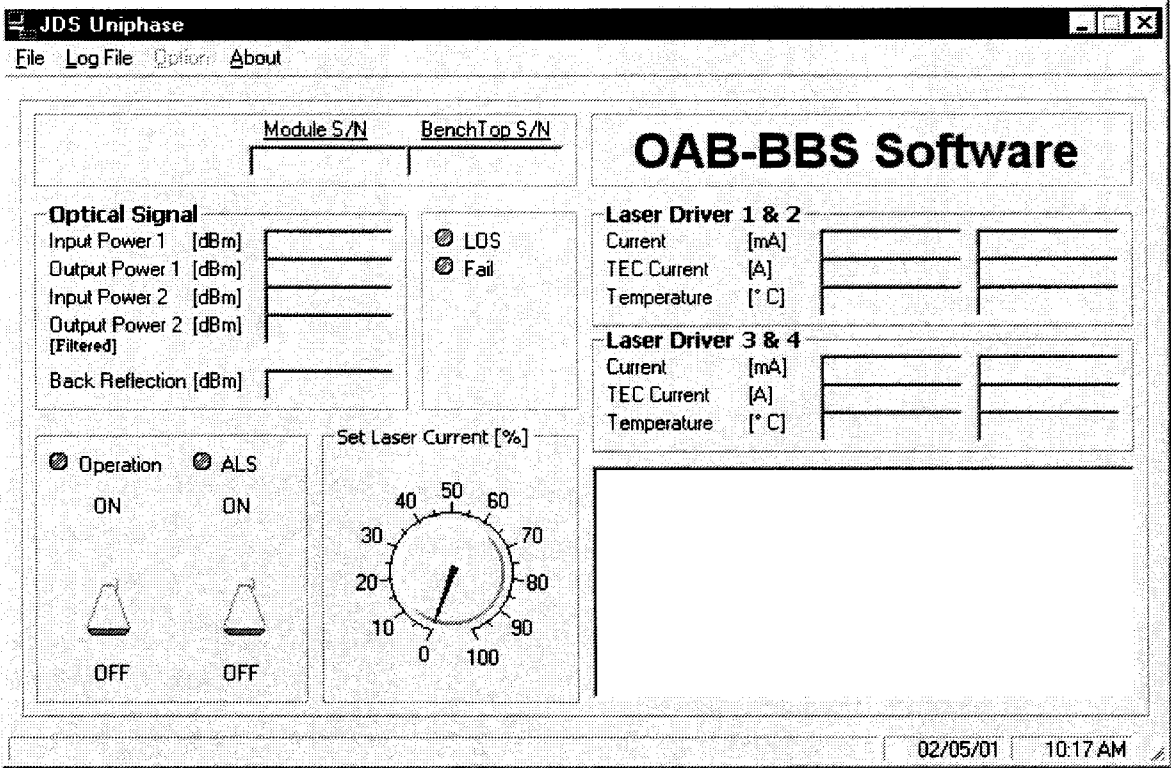 JDS Uniphase
File Log File Options About
Module S/N BenchTop S/N
OAB-BBS Software
Optical Signal
Input Power 1 [dBm]
Output Power 1 [dBm]
Input Power 2 [dBm]
Output Power 2 [dBm]
[Filtered]
Back Reflection [dBm]
LOS
Fail
Laser Driver 1 & 2
Current [mA]
TEC Current [A]
Temperature [° C]
Laser Driver 3 & 4
Current [mA]
TEC Current [A]
Temperature [° C]
Operation ALS
ON ON
OFF OFF
Set Laser Current [%]
0
10
20
30
40
50
60
70
80
90
100
02/05/01 10:17 AM